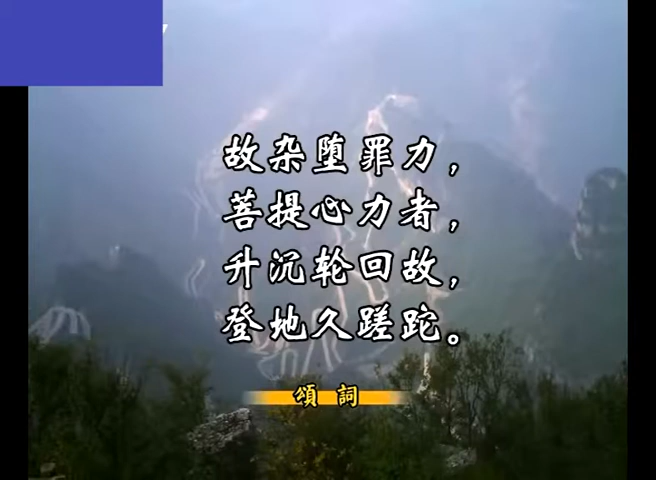 故杂堕罪力，
菩提心力者，
升沉轮回故，
登地久蹉跎。
頌詞